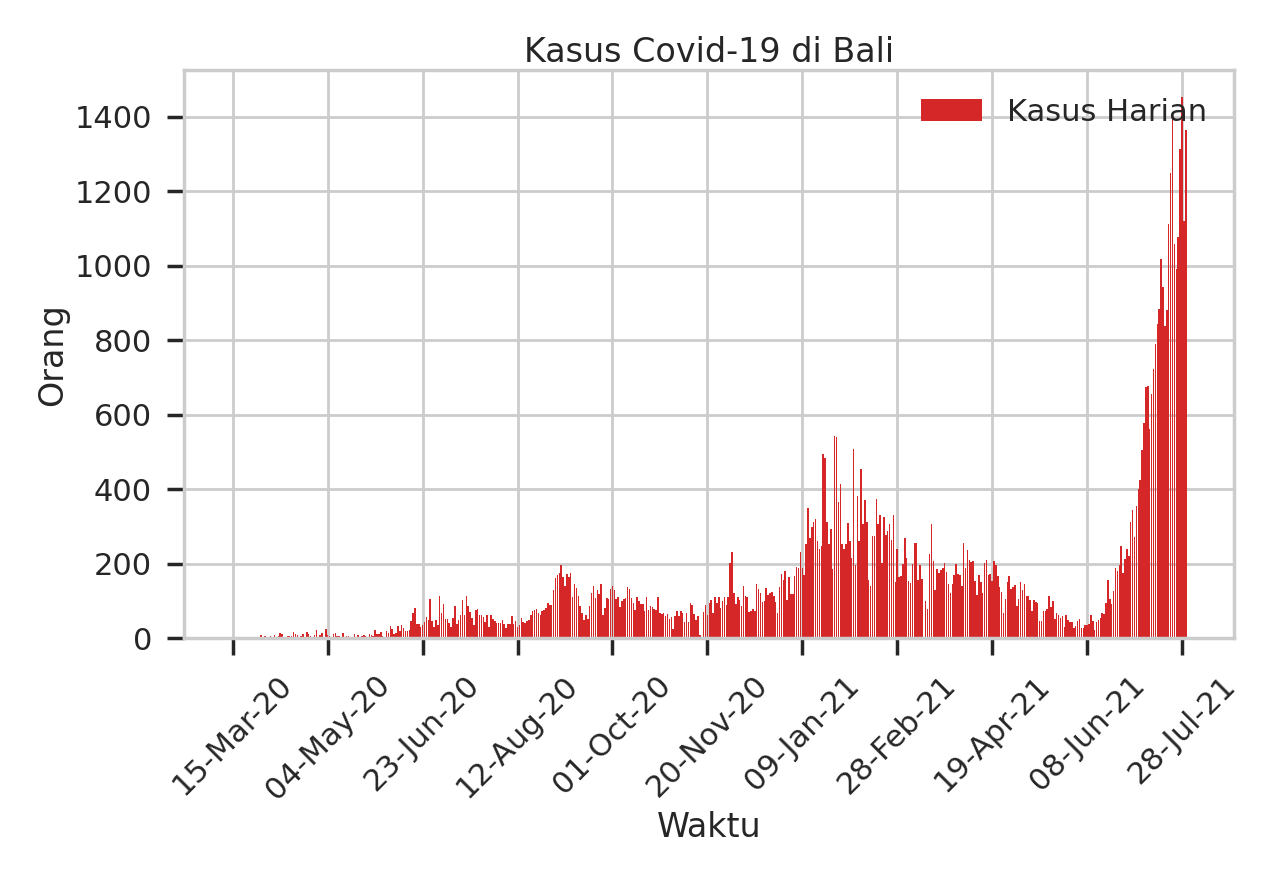 Kasus Covid-19 di Bali
Kasus Harian
Orang
1400
1200
1000
800
600
400
200
0
15-Mar-20
04-May-20
23-Jun-20
12-Aug-20
01-Oct-20
20-Nov-20
09-Jan-21
28-Feb-21
19-Apr-21
08-Jun-21
28-Jul-21
Waktu